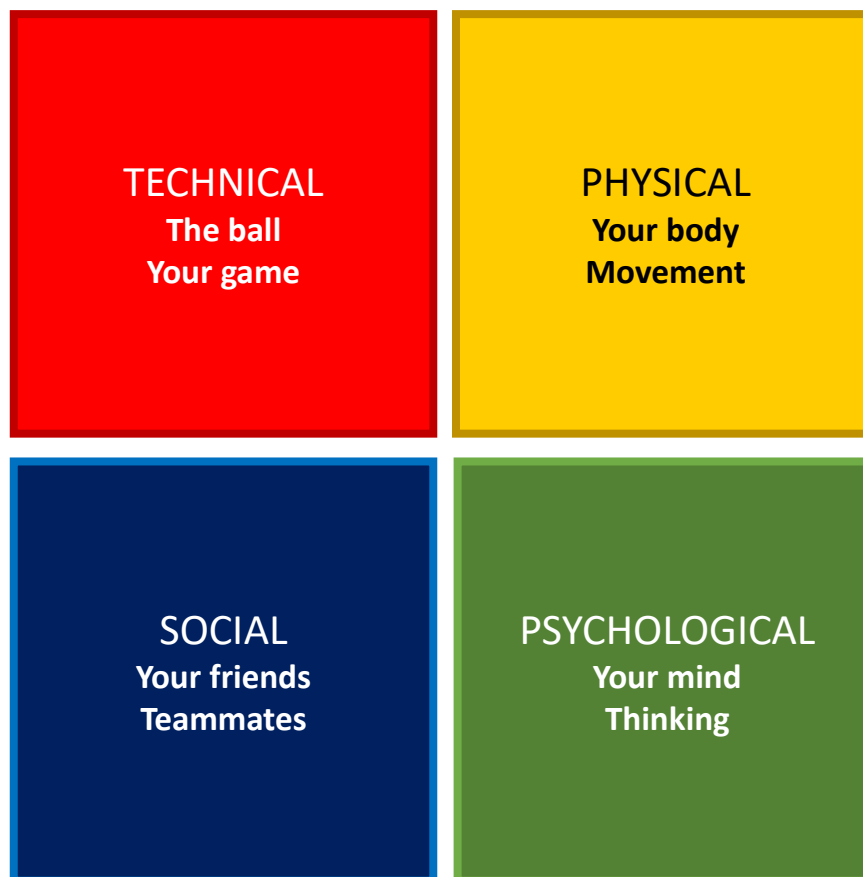 TECHNICAL
The ball
Your game
PHYSICAL
Your body
Movement
SOCIAL
Your friends
Teammates
PSYCHOLOGICAL
Your mind
Thinking